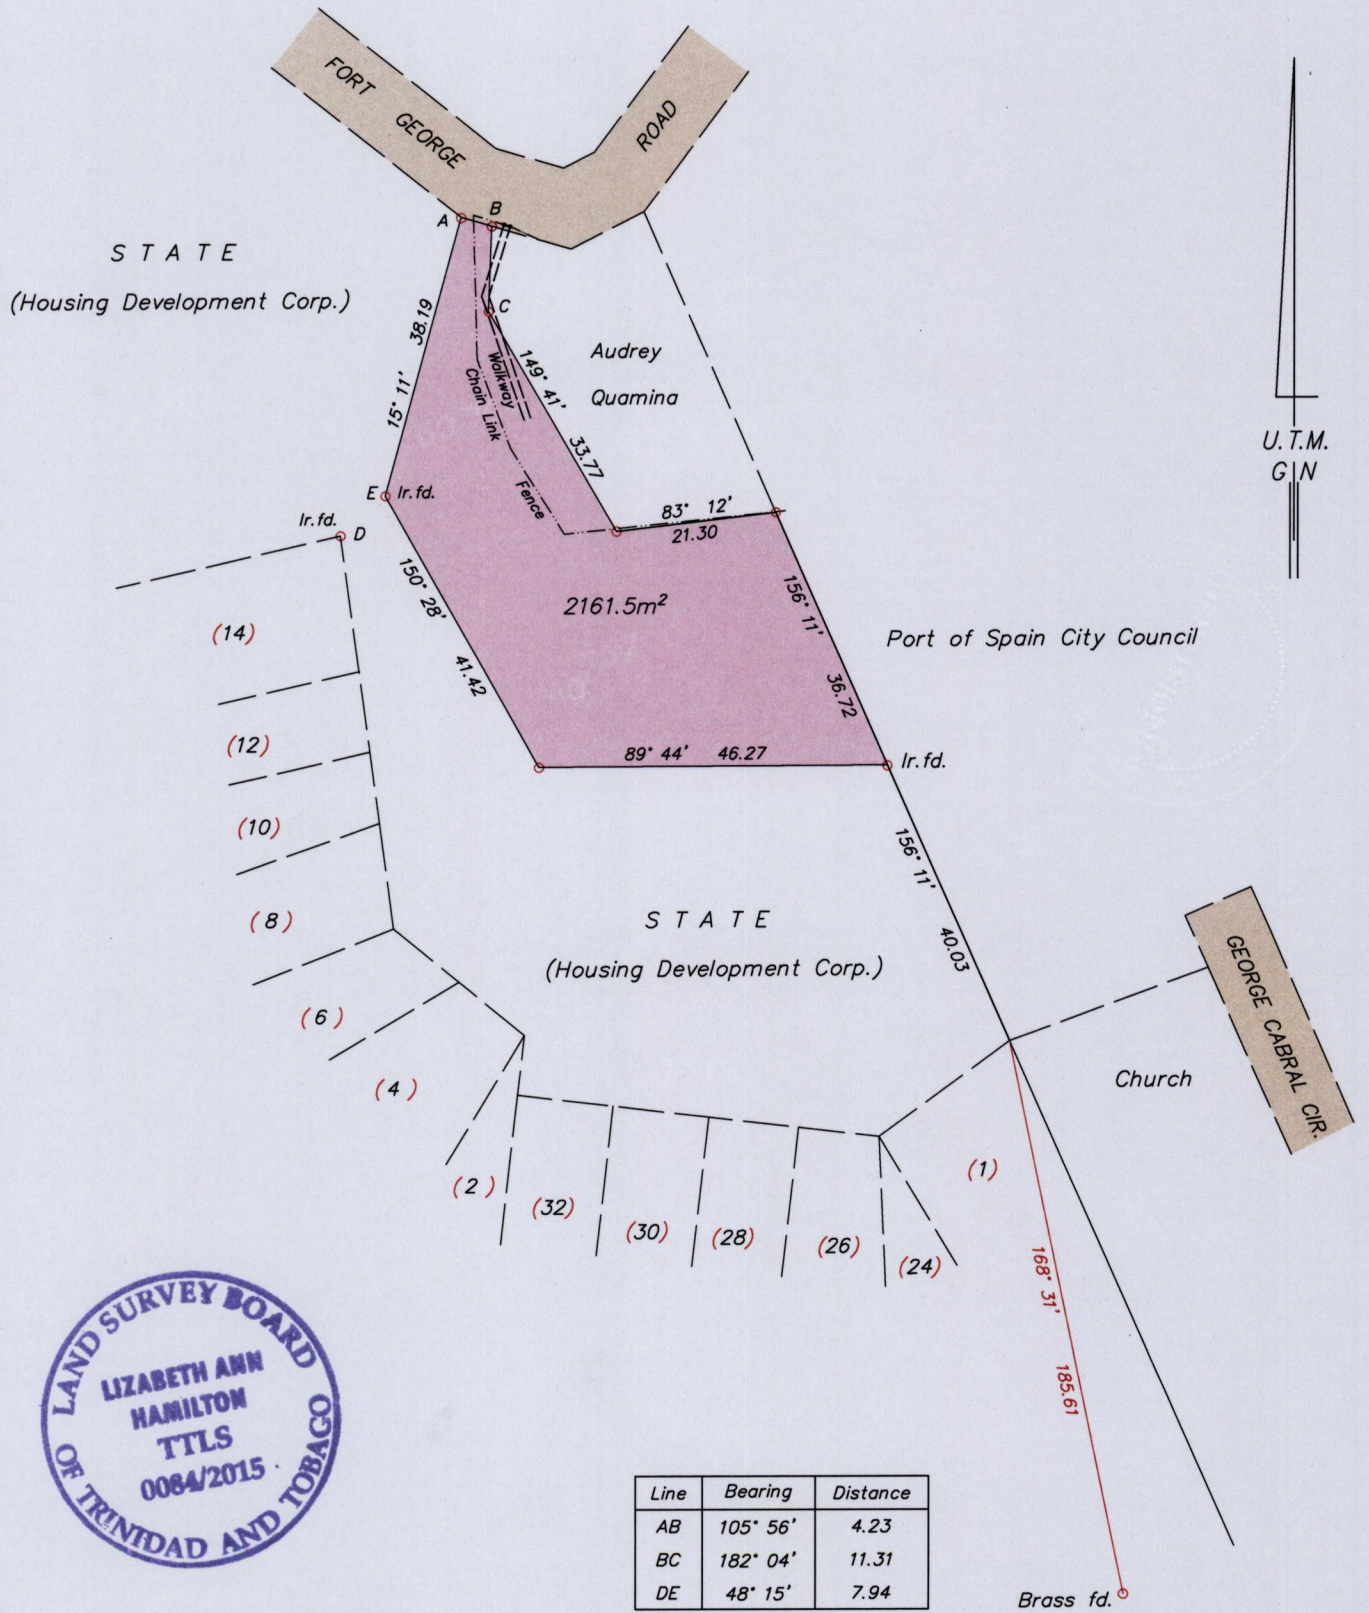 FORT
GEORGE
ROAD
A
B
C
S T A T E
(Housing Development Corp.)
38.19
15° 11'
Walkway
Chain Link
Fence
149° 41'
33.77
Audrey
Quamina
U.T.M.
G N
E Ir.fd.
Ir.fd.
D
83° 12'
21.30
150° 28'
41.42
2161.5m²
156° 11'
36.72
Port of Spain City Council
89° 44' 46.27
Ir.fd.
(14)
(12)
(10)
(8)
(6)
(4)
(2)
(32)
(30)
(28)
(26)
(24)
(1)
156° 11'
40.03
S T A T E
(Housing Development Corp.)
GEORGE CABRAL CIR.
Church
168° 31'
185.61
Brass fd.
LAND SURVEY BOARD
OF TRINIDAD AND TOBAGO
LIZABETH ANN
HAMILTON
TTLS
0084/2015
Line Bearing Distance
AB 105° 56' 4.23
BC 182° 04' 11.31
DE 48° 15' 7.94